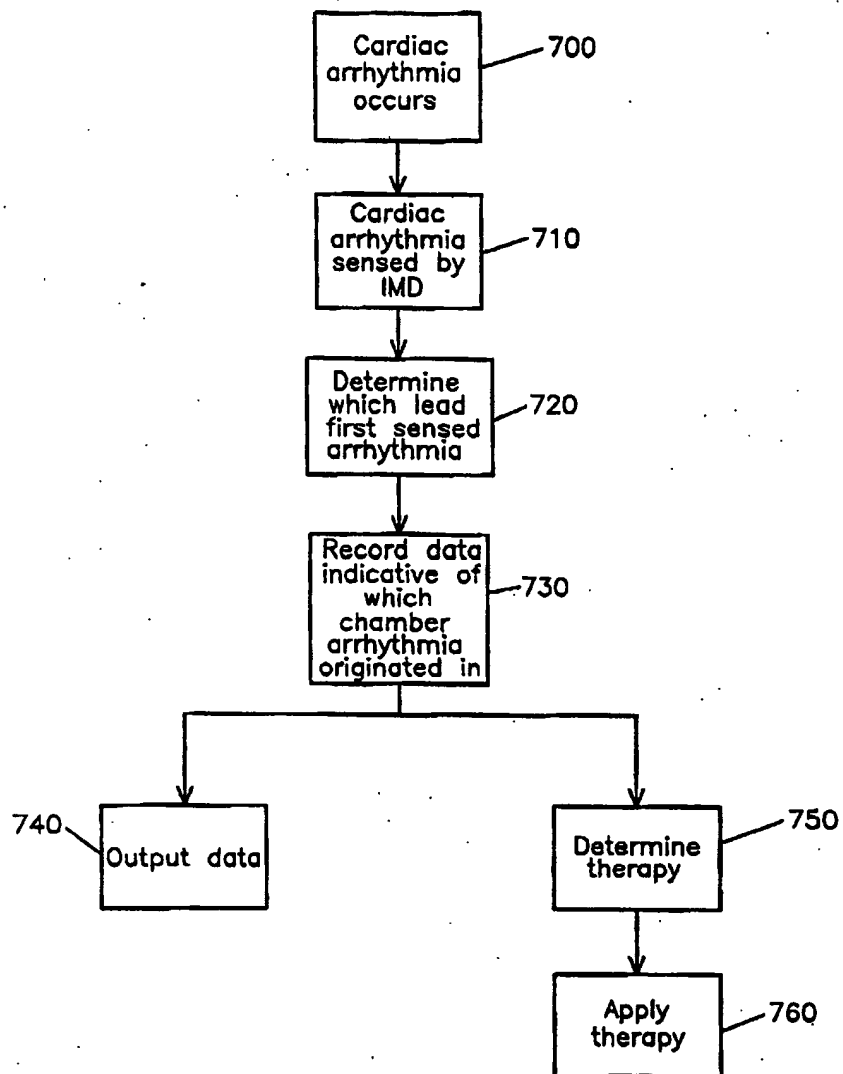 Cardiac
arrhythmia
occurs
700
Cardiac
arrhythmia
sensed by
IMD
710
Determine
which lead
first sensed
arrhythmia
720
Record data
indicative of
which
chamber
arrhythmia
originated in
730
740
Output data
Determine
therapy
750
Apply
therapy
760